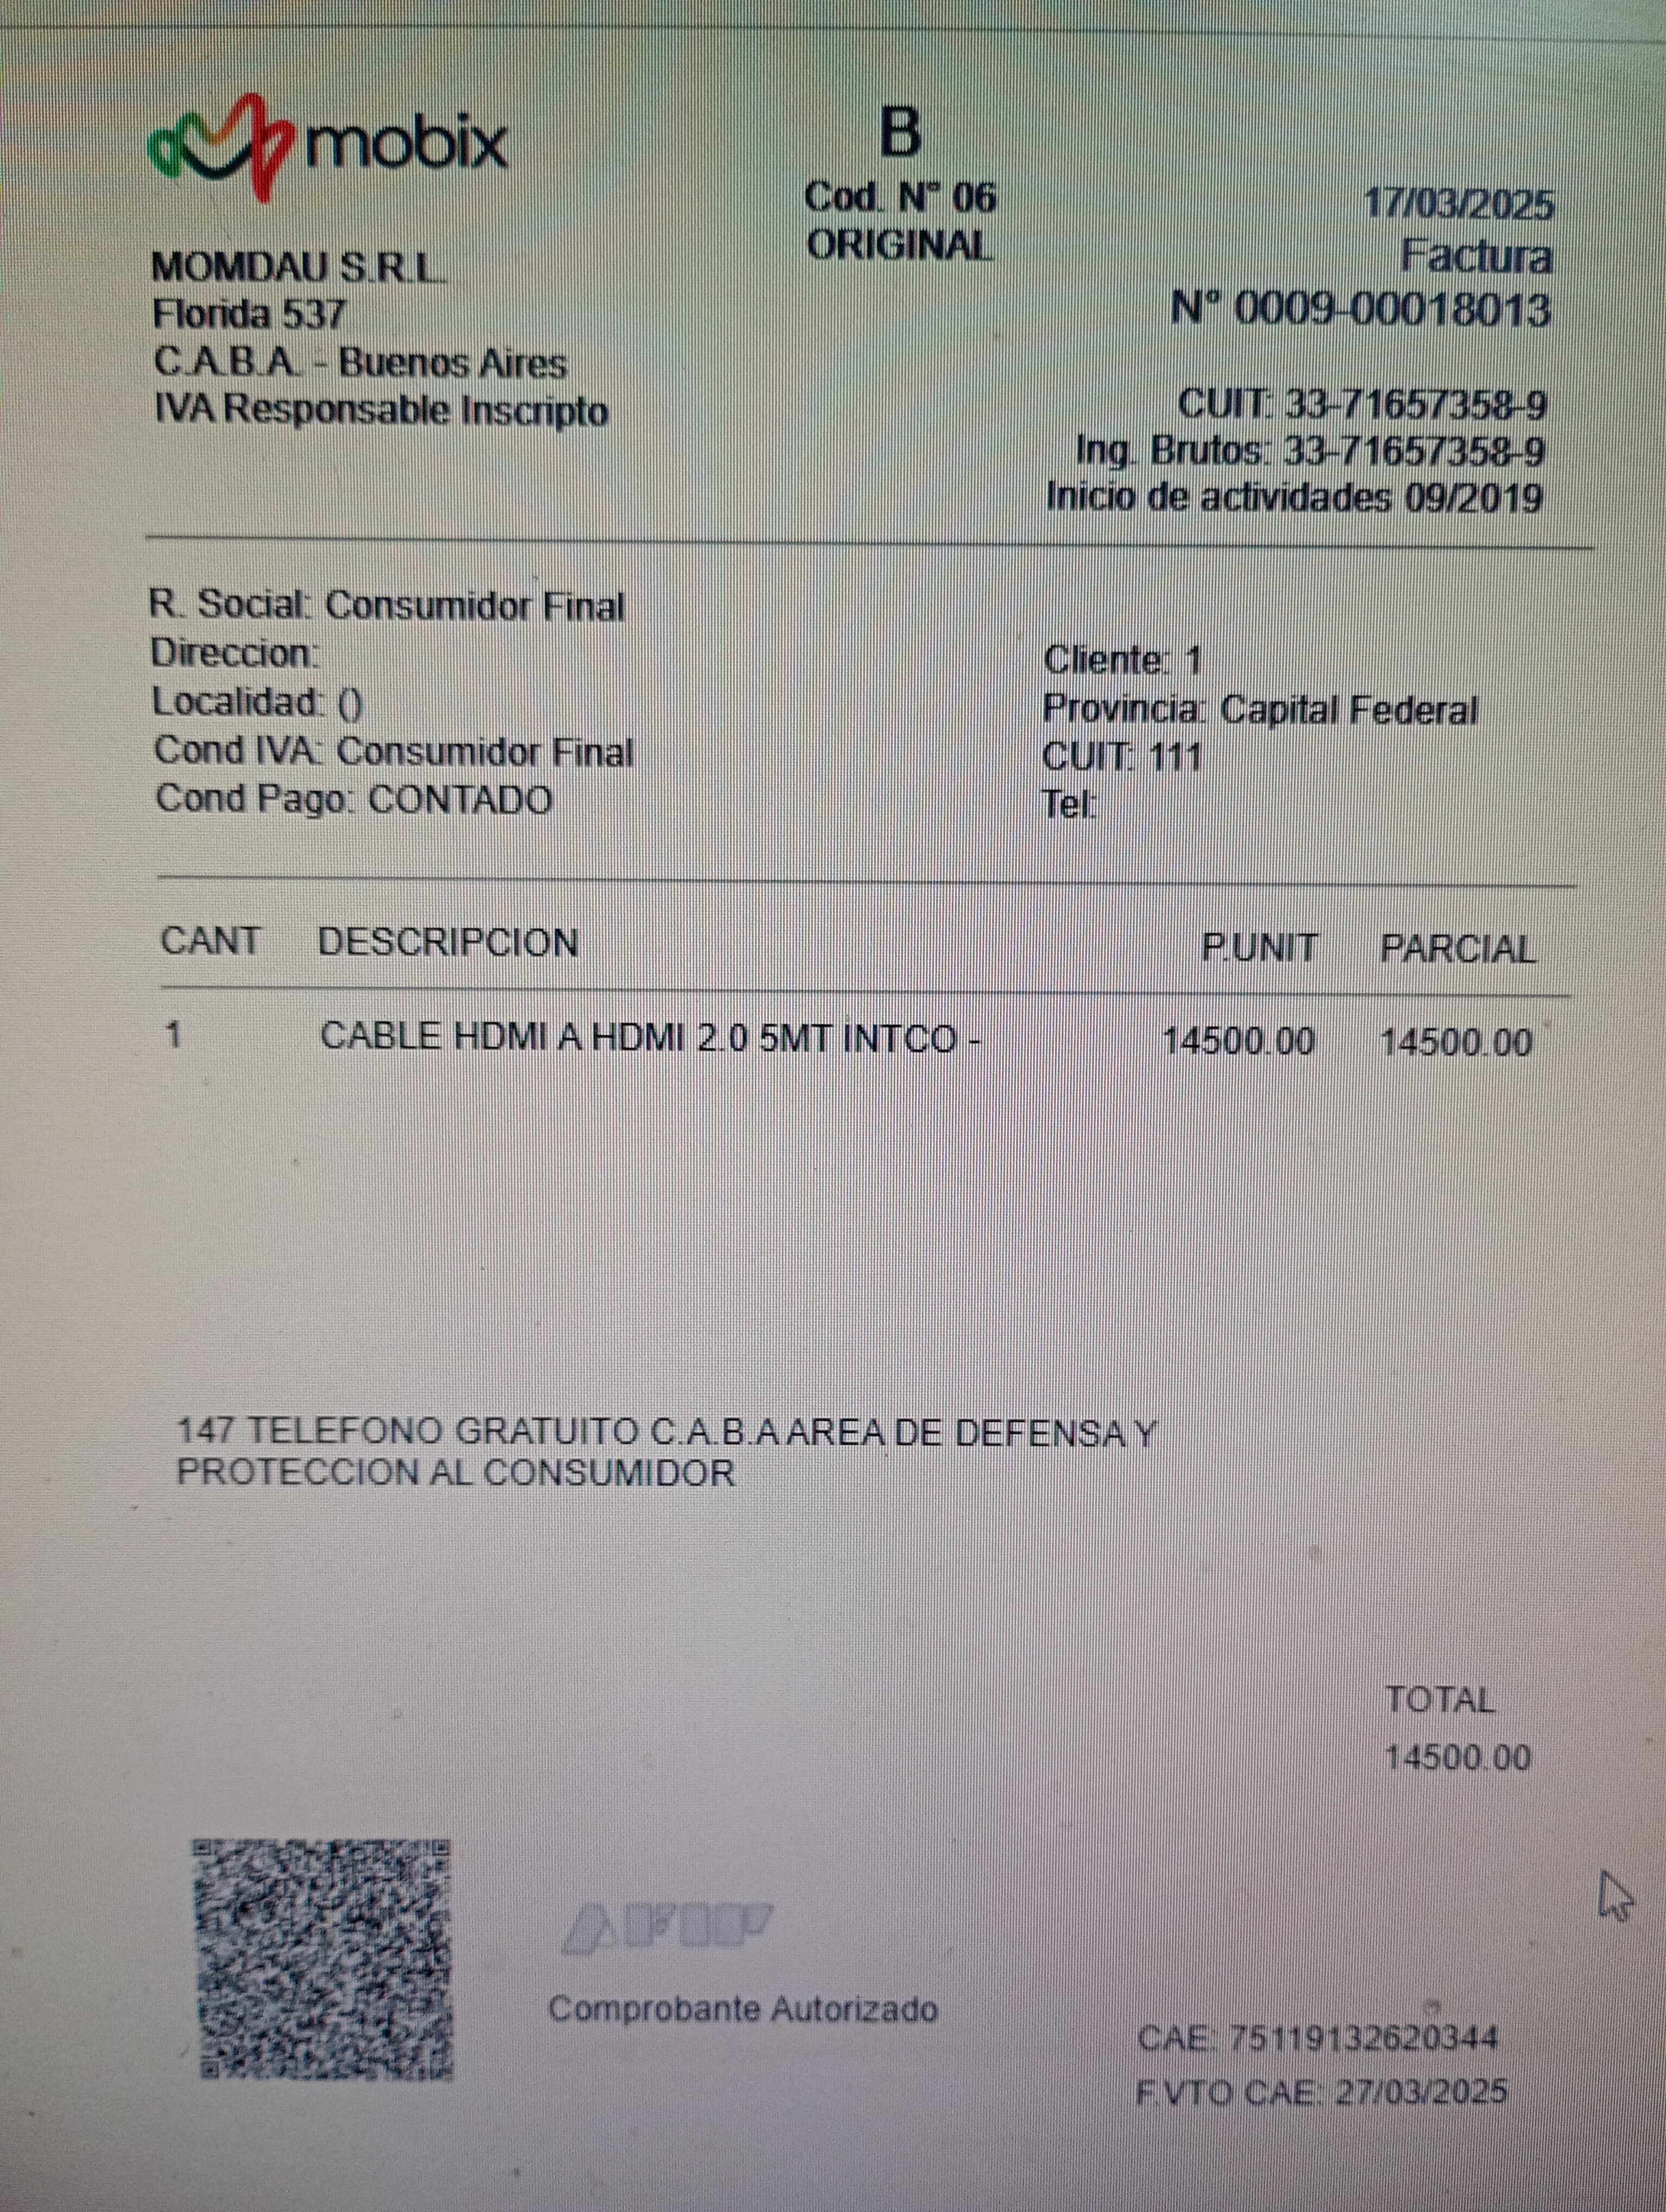 mobix
B
Cod. N° 06
ORIGINAL
17/03/2025
Factura
N° 0009-00018013
MOMDAU S.R.L.
Florida 537
C.A.B.A. - Buenos Aires
IVA Responsable Inscripto
CUIT: 33-71657358-9
Ing. Brutos: 33-71657358-9
Inicio de actividades 09/2019
R. Social: Consumidor Final
Direccion:
Localidad: ()
Cond IVA: Consumidor Final
Cond Pago: CONTADO
Cliente: 1
Provincia: Capital Federal
CUIT: 111
Tel:
CANT DESCRIPCION P.UNIT PARCIAL
1 CABLE HDMI A HDMI 2.0 5MT INTCO - 14500.00 14500.00
147 TELEFONO GRATUITO C.A.B.A AREA DE DEFENSA Y
PROTECCION AL CONSUMIDOR
TOTAL
14500.00
AFIP
Comprobante Autorizado
CAE: 75119132620344
F.VTO CAE: 27/03/2025